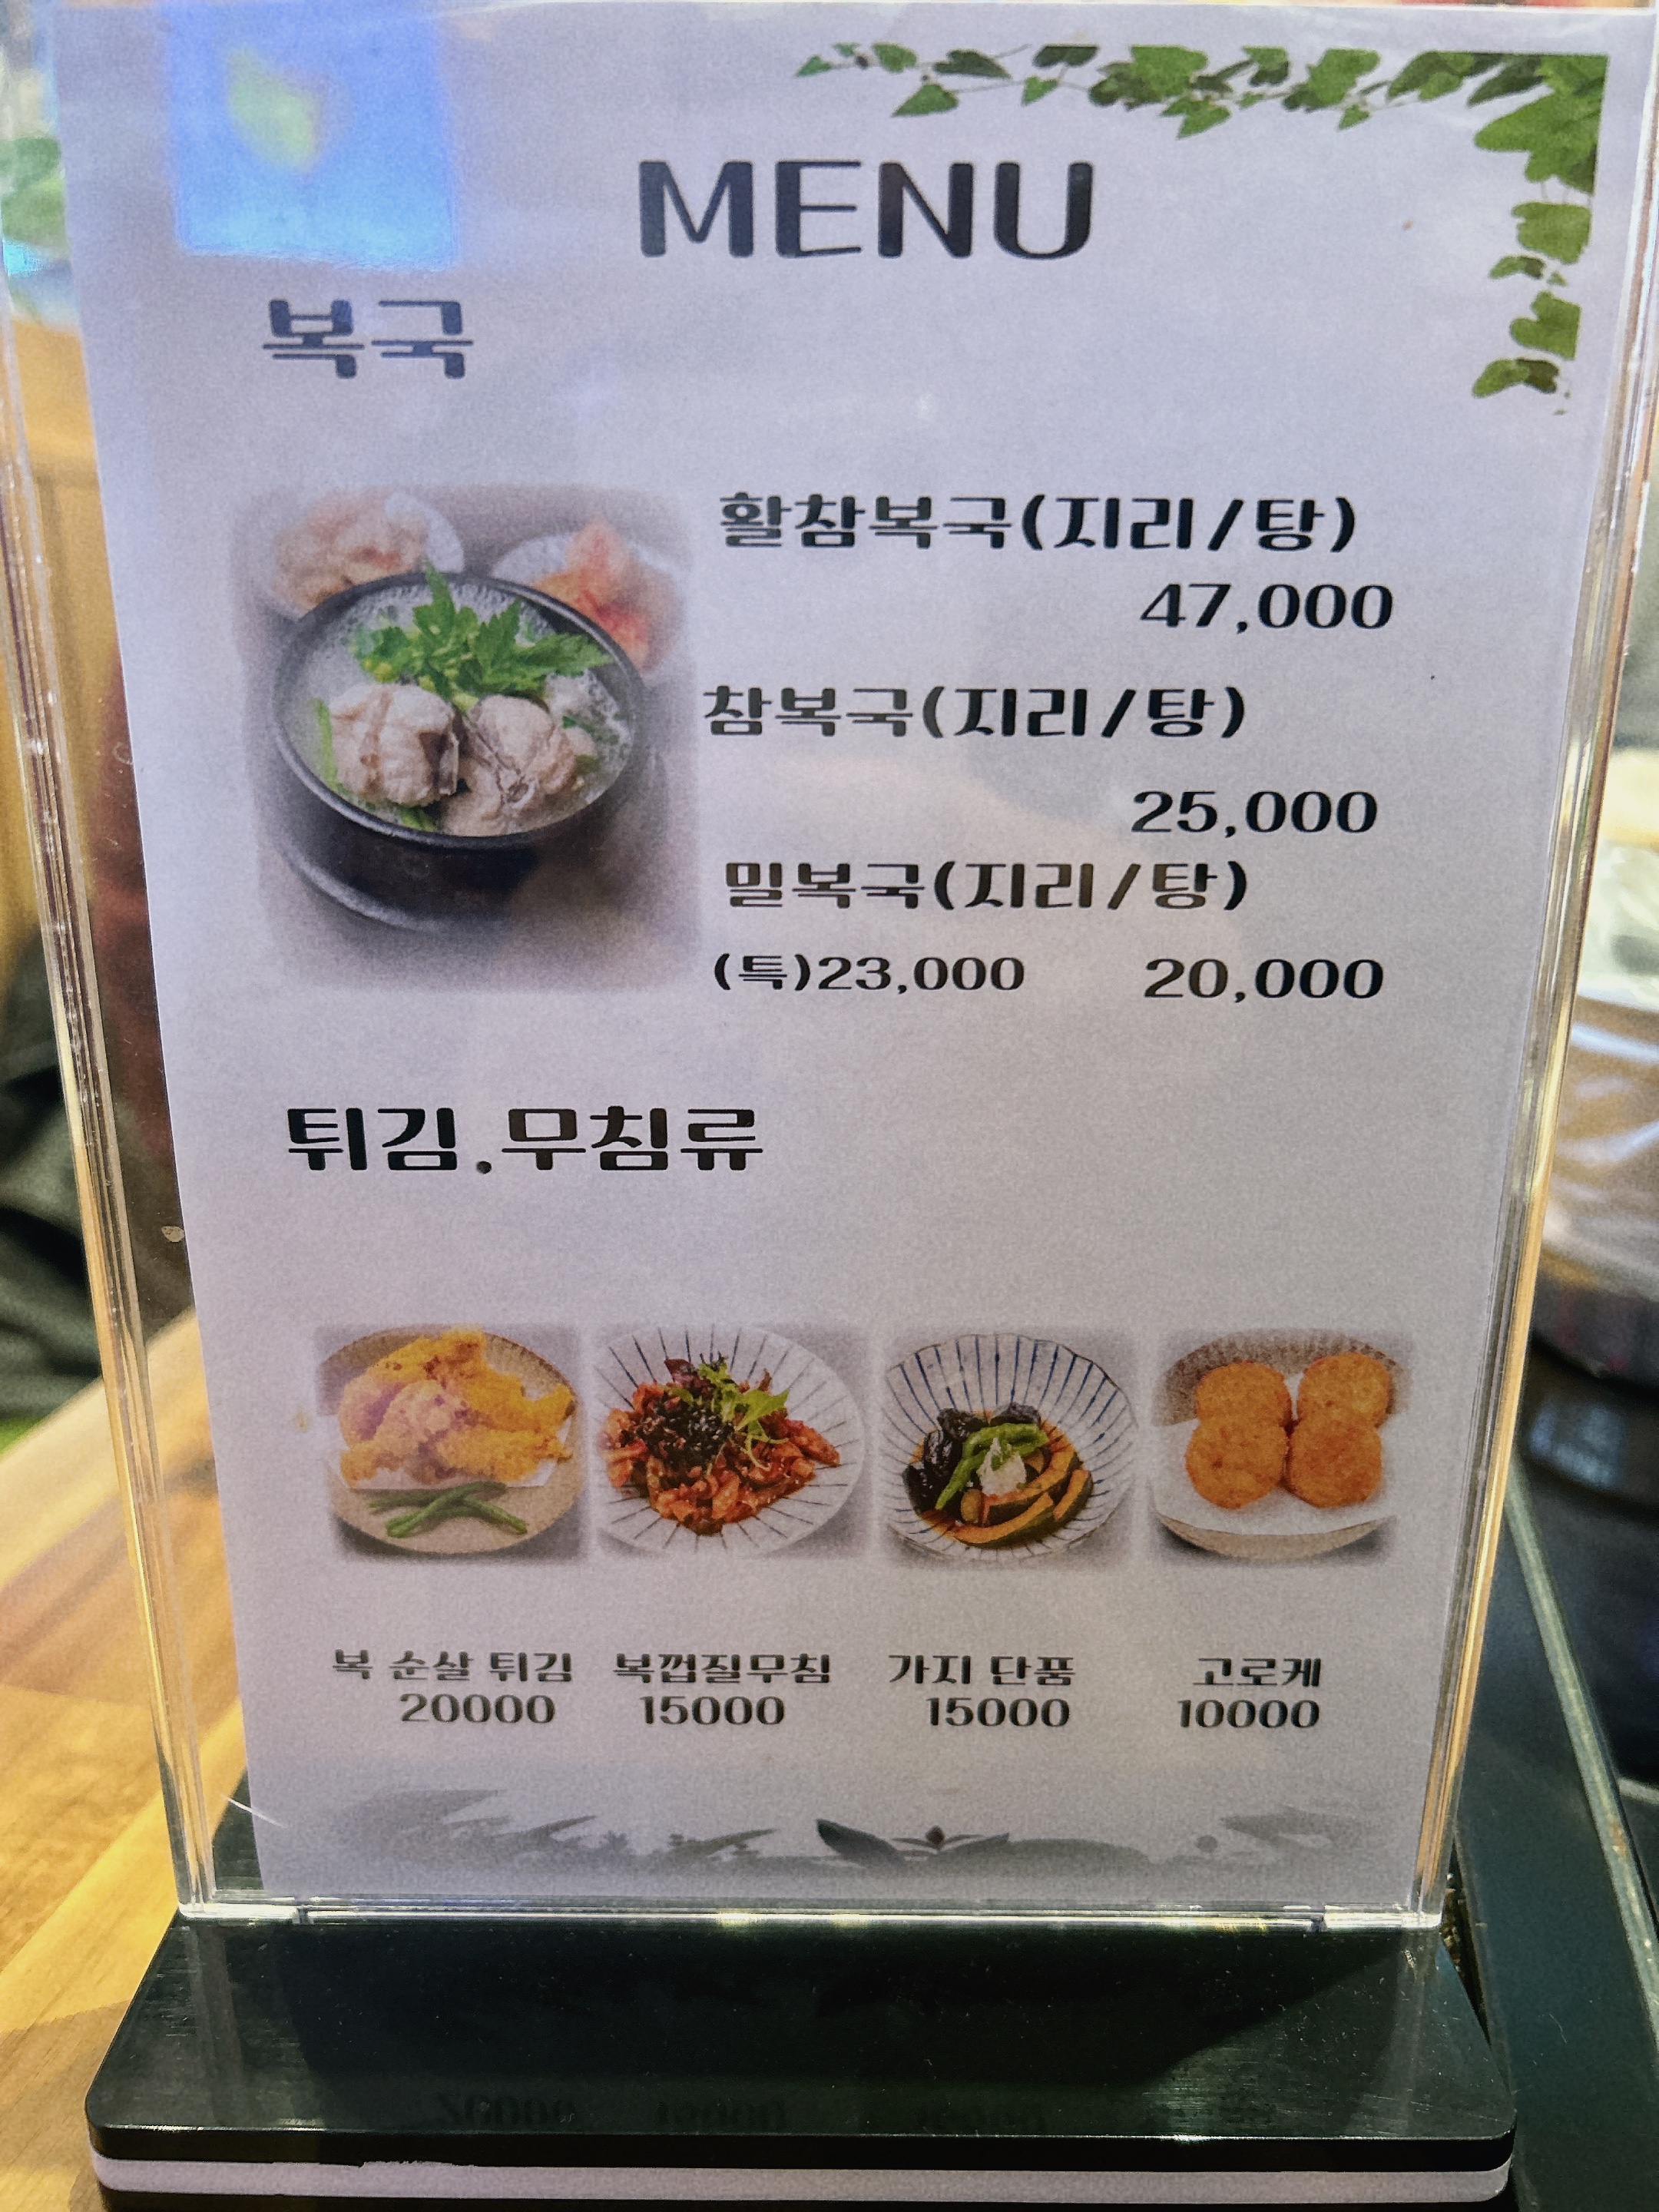 MENU
복국
활참복국(지리/탕)
47,000
참복국(지리/탕)
25,000
밀복국(지리/탕)
(특)23,000 20,000
튀김.무침류
복 순살 튀김 복껍질무침 가지 단품 고로케
20000 15000 15000 10000